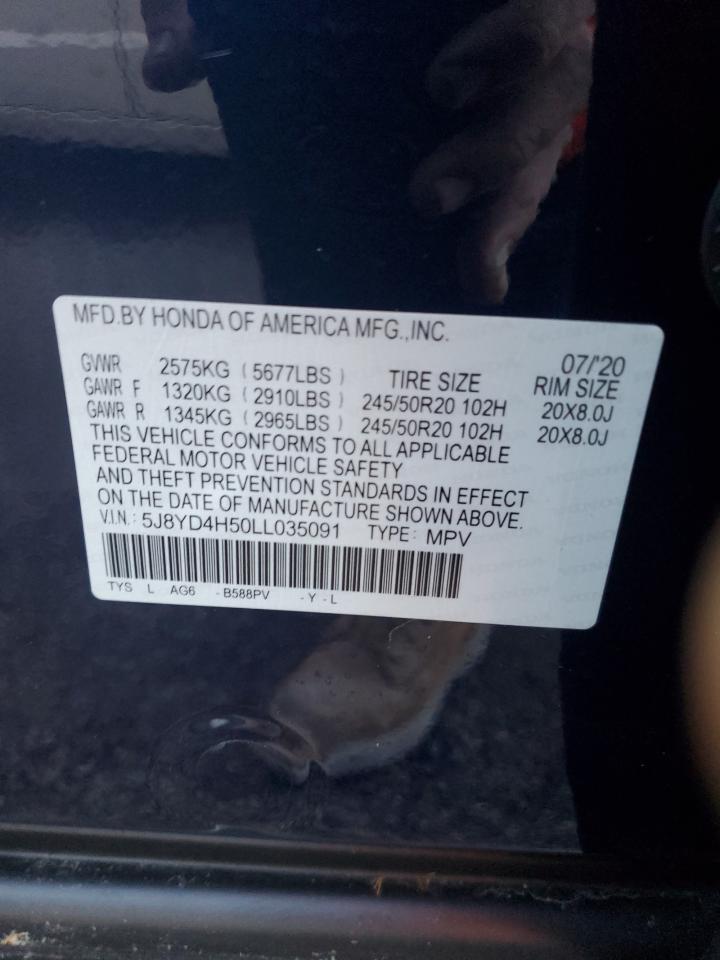 MFD.BY HONDA OF AMERICA MFG.,INC.
07/'20
GVWR 2575KG ( 5677LBS ) TIRE SIZE RIM SIZE
GAWR F 1320KG ( 2910LBS ) 245/50R20 102H 20X8.0J
GAWR R 1345KG ( 2965LBS ) 245/50R20 102H 20X8.0J
THIS VEHICLE CONFORMS TO ALL APPLICABLE
FEDERAL MOTOR VEHICLE SAFETY
AND THEFT PREVENTION STANDARDS IN EFFECT
ON THE DATE OF MANUFACTURE SHOWN ABOVE.
V.I.N.: 5J8YD4H50LL035091 TYPE: MPV
TYS L AG6 -B588PV -Y -L